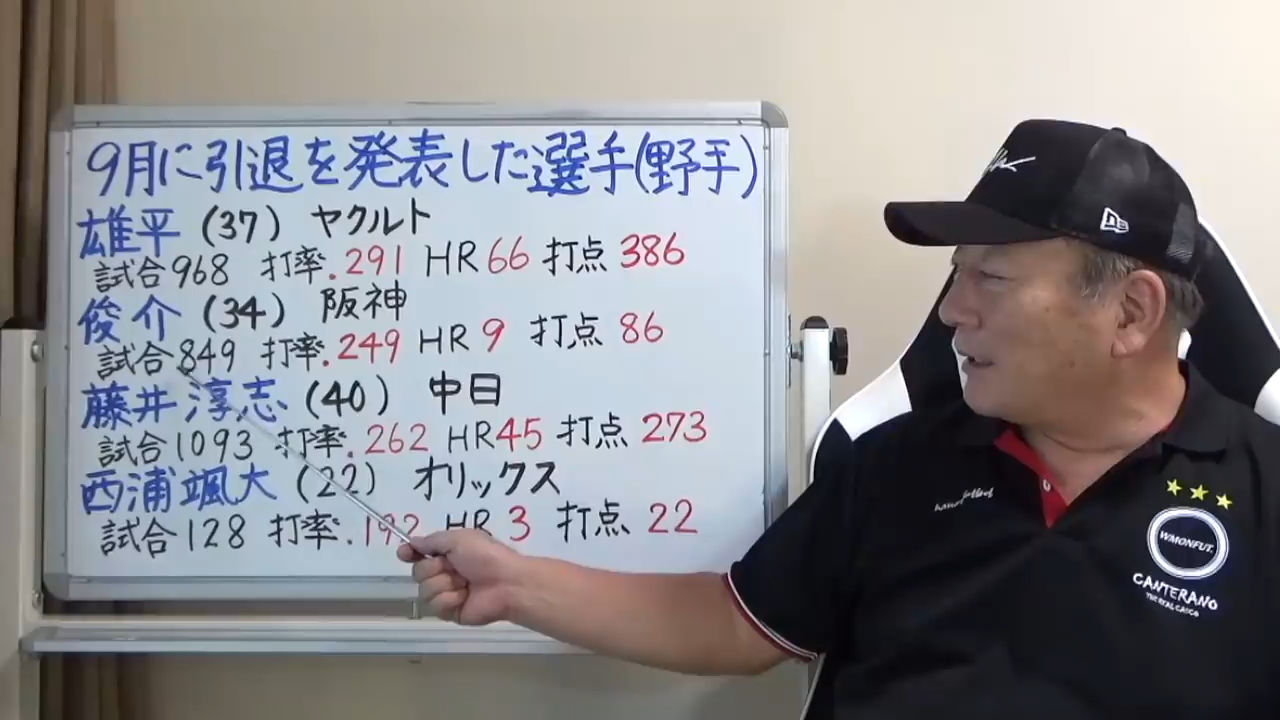 9月に引退を発表した選手(野手)
雄平 (37) ヤクルト
試合968 打率.291 HR66 打点386
俊介 (34) 阪神
試合849 打率.249 HR9 打点86
藤井淳志 (40) 中日
試合1093 打率.262 HR45 打点273
西浦颯大 (22) オリックス
試合128 打率.192 HR3 打点22
WMONFUT.
CANTERANO